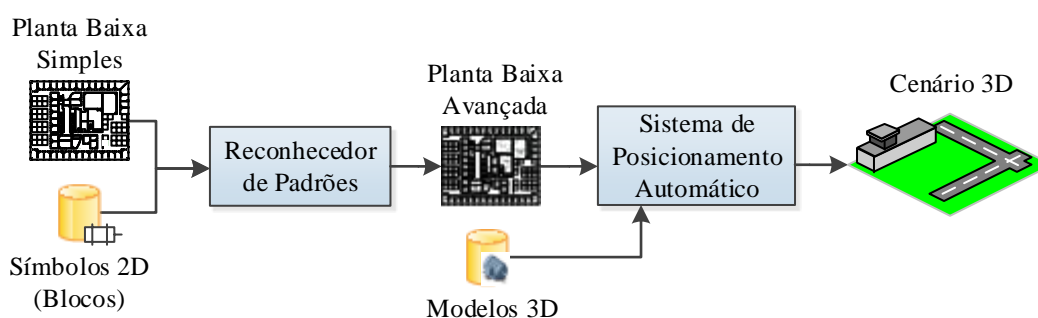 Planta Baixa
Simples
Símbolos 2D
(Blocos)
Reconhecedor
de Padrões
Planta Baixa
Avançada
Modelos 3D
Sistema de
Posicionamento
Automático
Cenário 3D